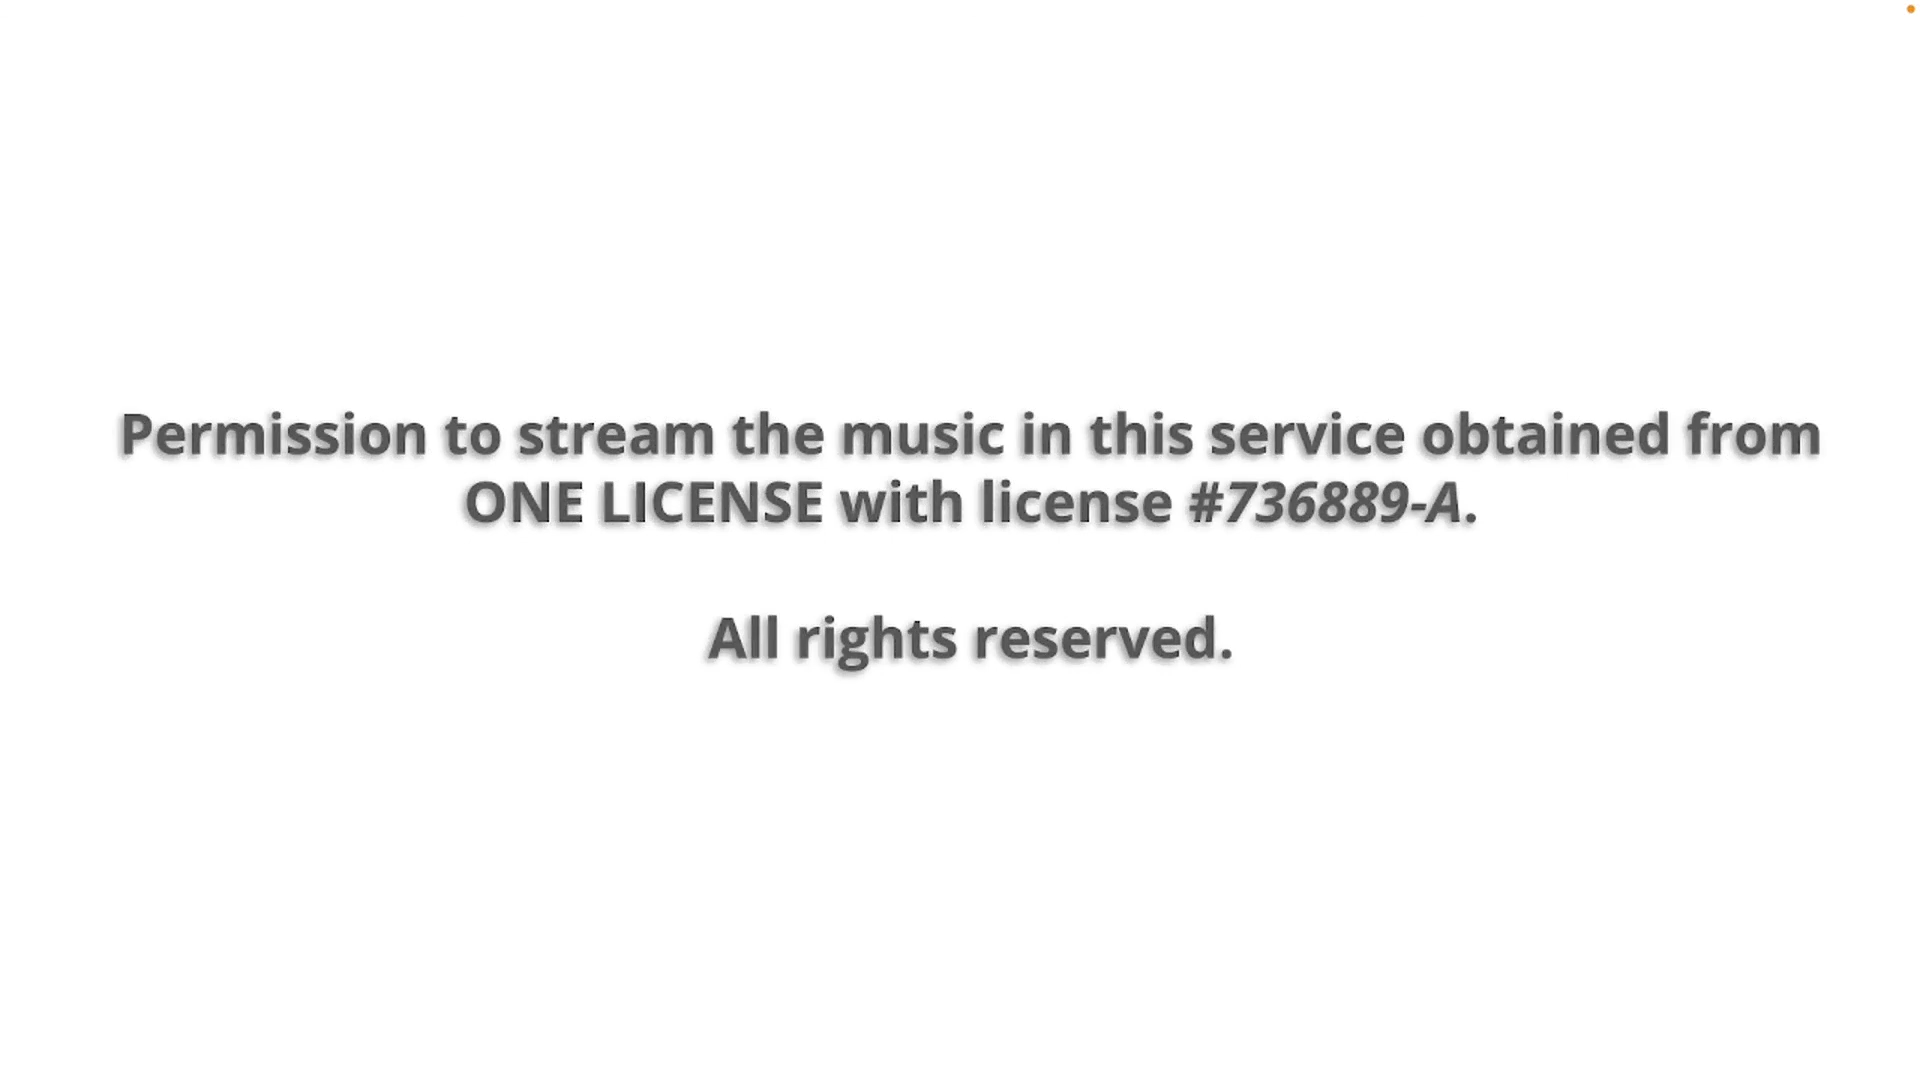 Permission to stream the music in this service obtained from
ONE LICENSE with license #736889-A.
All rights reserved.